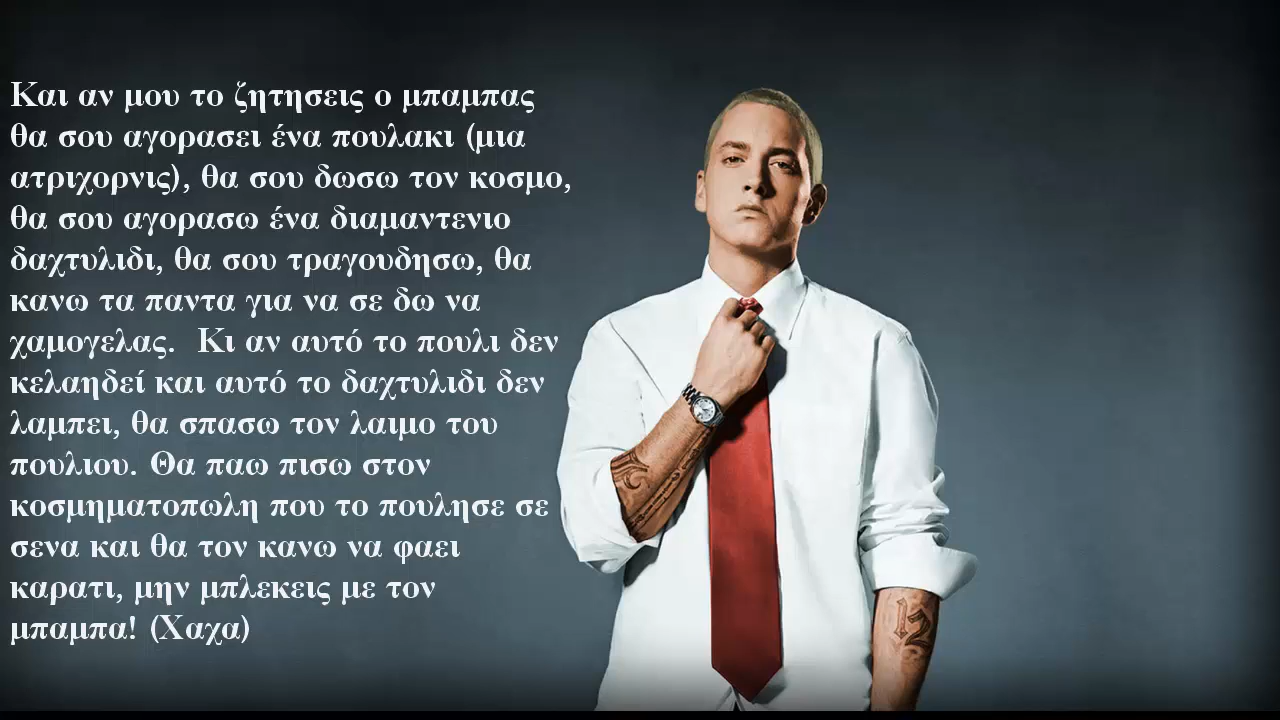 Και αν μου το ζητησεις ο μπαμπας
θα σου αγορασει ένα πουλακι (μια
ατριχορνις), θα σου δωσω τον κοσμο,
θα σου αγορασω ένα διαμαντενιο
δαχτυλιδι, θα σου τραγουδησω, θα
κανω τα παντα για να σε δω να
χαμογελας.  Κι αν αυτό το πουλι δεν
κελαηδεί και αυτό το δαχτυλιδι δεν
λαμπει, θα σπασω τον λαιμο του
πουλιου. Θα παω πισω στον
κοσμηματοπωλη που το πουλησε σε
σενα και θα τον κανω να φαει
καρατι, μην μπλεκεις με τον
μπαμπα! (Χαχα)
12